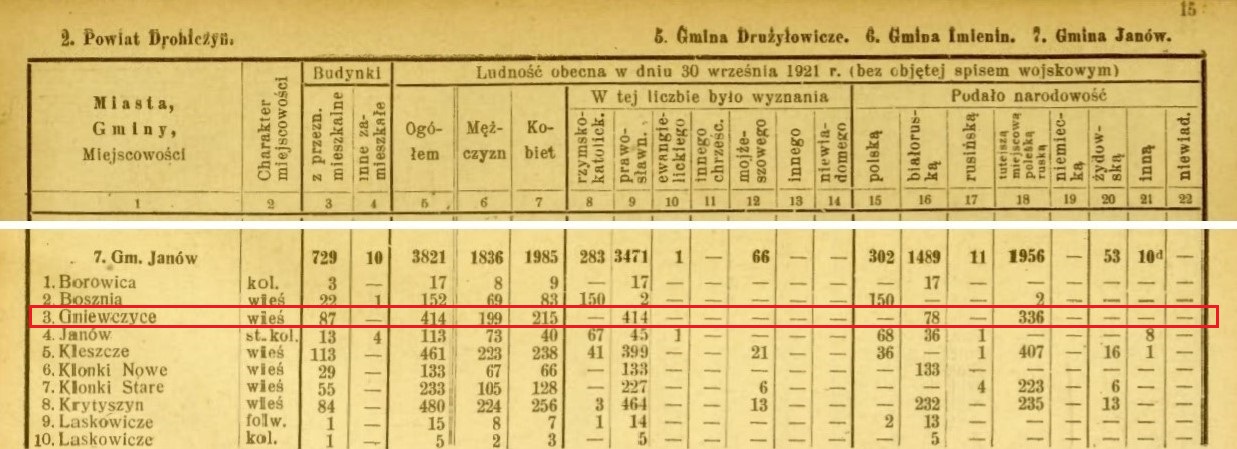 15
2. Powiat Drohiczyn. 5. Gmina Drużyłowicze. 6. Gmina Imienin. 7. Gmina Janów.
Miasta, Gminy, Miejscowości
Charakter miejscowości
Budynki
z przezn. mieszkalne
inne zamieszkałe
Ludność obecna w dniu 30 września 1921 r. (bez objętej spisem wojskowym)
Ogółem
Mężczyzn
Kobiet
W tej liczbie było wyznania
rzymsko-katolick.
prawosławn.
ewangielickiego
innego chrześc.
mojżeszowego
innego
niewiadomego
Podało narodowość
polską
białoruską
rusińską
tutejszą miejscową poleską ruską
niemiecką
żydowską
inną
niewiad.
1 2 3 4 5 6 7 8 9 10 11 12 13 14 15 16 17 18 19 20 21 22
7. Gm. Janów 729 10 3821 1836 1985 283 3471 1 — 66 — — 302 1489 11 1956 — 53 10d —
1. Borowica kol. 3 — 17 8 9 — 17 — — — — — — 17 — — — — — —
2. Bosznia wieś 22 1 152 69 83 150 2 — — — — — 150 — — 2 — — — —
3. Gniewczyce wieś 87 — 414 199 215 — 414 — — — — — — 78 — 336 — — — —
4. Janów st. kol. 13 4 113 73 40 67 45 1 — — — — 68 36 1 — — — 8 —
5. Kleszcze wieś 113 — 461 223 238 41 399 — — 21 — — 36 — 1 407 — 16 1 —
6. Klonki Nowe wieś 29 — 133 67 66 — 133 — — — — — — 133 — — — — — —
7. Klonki Stare wieś 55 — 233 105 128 — 227 — — 6 — — — — 4 223 — 6 — —
8. Krytyszyn wieś 84 — 480 224 256 3 464 — — 13 — — — 232 — 235 — 13 — —
9. Laskowicze folw. 1 — 15 8 7 1 14 — — — — — 2 13 — — — — — —
10. Laskowicze kol. 1 — 5 2 3 — 5 — — — — — — 5 — — — — — —